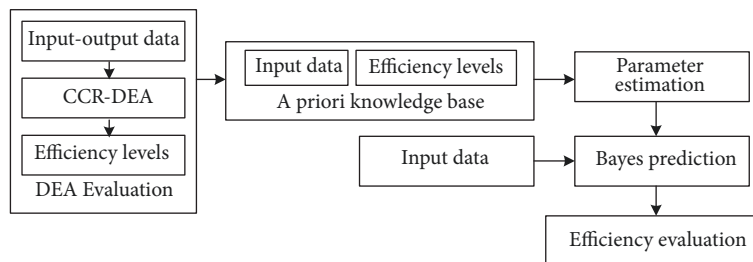 Input-output data
CCR-DEA
Efficiency levels
DEA Evaluation
Input data
Efficiency levels
A priori knowledge base
Parameter
estimation
Input data
Bayes prediction
Efficiency evaluation